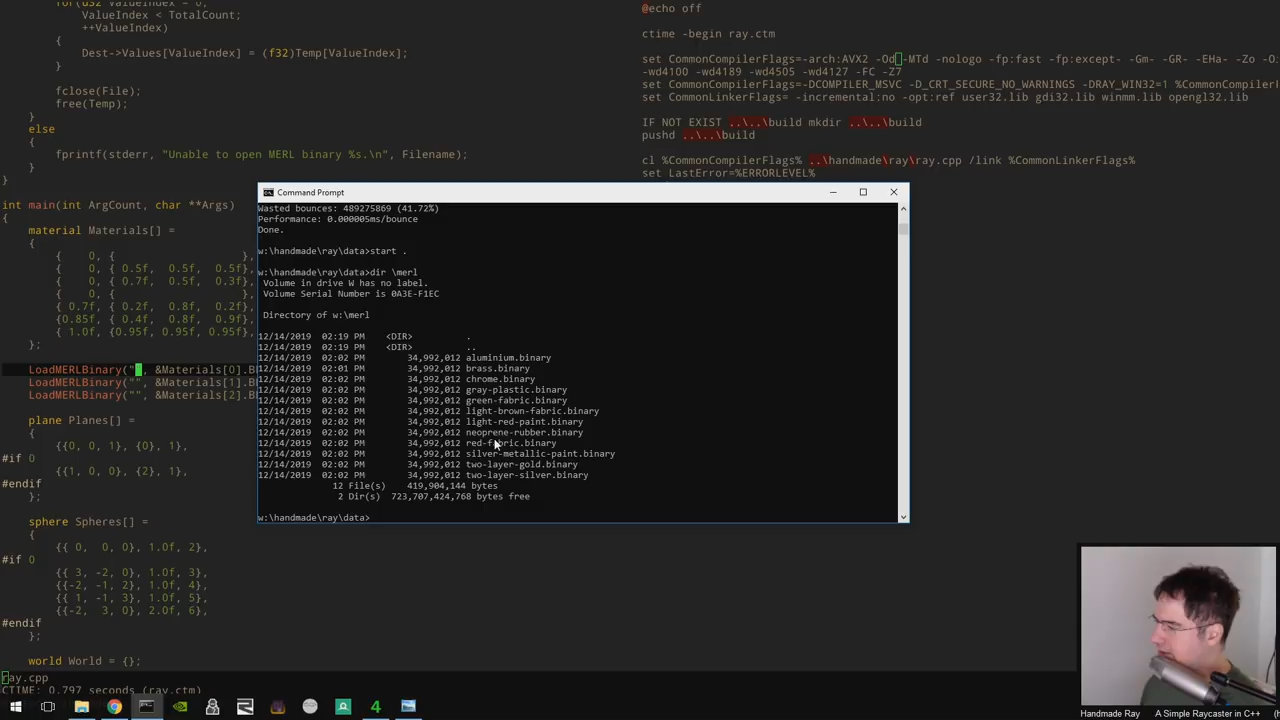 for(u32 ValueIndex = 0;
ValueIndex < TotalCount;
++ValueIndex)
{
Dest->Values[ValueIndex] = (f32)Temp[ValueIndex];
}
fclose(File);
free(Temp);
}
else
{
fprintf(stderr, "Unable to open MERL binary %s.\n", Filename);
}
}
int main(int ArgCount, char **Args)
{
material Materials[] =
{
{ 0, { },
{ 0, { 0.5f, 0.5f, 0.5f},
{ 0, { 0.7f, 0.5f, 0.3f},
{ 0, { },
{ 0.7f, { 0.2f, 0.8f, 0.2f},
{0.85f, { 0.4f, 0.8f, 0.9f},
{ 1.0f, {0.95f, 0.95f, 0.95f},
};
LoadMERLBinary("", &Materials[0].B
LoadMERLBinary("", &Materials[1].B
LoadMERLBinary("", &Materials[2].B
plane Planes[] =
{
{{0, 0, 1}, {0}, 1},
#if 0
{{1, 0, 0}, {2}, 1},
#endif
};
sphere Spheres[] =
{
{{ 0, 0, 0}, 1.0f, 2},
#if 0
{{ 3, -2, 0}, 1.0f, 3},
{{-2, -1, 2}, 1.0f, 4},
{{ 1, -1, 3}, 1.0f, 5},
{{-2, 3, 0}, 2.0f, 6},
#endif
};
world World = {};
ray.cpp
CTIME: 0.797 seconds (ray.ctm)
@echo off
ctime -begin ray.ctm
set CommonCompilerFlags=-arch:AVX2 -Od -MTd -nologo -fp:fast -fp:except- -Gm- -GR- -EHa- -Zo -O
-wd4100 -wd4189 -wd4505 -wd4127 -FC -Z7
set CommonCompilerFlags=-DCOMPILER_MSVC -D_CRT_SECURE_NO_WARNINGS -DRAY_WIN32=1 %CommonCompiler
set CommonLinkerFlags= -incremental:no -opt:ref user32.lib gdi32.lib winmm.lib opengl32.lib
IF NOT EXIST ..\..\build mkdir ..\..\build
pushd ..\..\build
cl %CommonCompilerFlags% ..\handmade\ray\ray.cpp /link %CommonLinkerFlags%
set LastError=%ERRORLEVEL%
Command Prompt
Wasted bounces: 489275869 (41.72%)
Performance: 0.000005ms/bounce
Done.
w:\handmade\ray\data>start .
w:\handmade\ray\data>dir \merl
Volume in drive W has no label.
Volume Serial Number is 0A3E-F1EC
Directory of w:\merl
12/14/2019 02:19 PM <DIR> .
12/14/2019 02:19 PM <DIR> ..
12/14/2019 02:02 PM 34,992,012 aluminium.binary
12/14/2019 02:01 PM 34,992,012 brass.binary
12/14/2019 02:02 PM 34,992,012 chrome.binary
12/14/2019 02:02 PM 34,992,012 gray-plastic.binary
12/14/2019 02:02 PM 34,992,012 green-fabric.binary
12/14/2019 02:02 PM 34,992,012 light-brown-fabric.binary
12/14/2019 02:02 PM 34,992,012 light-red-paint.binary
12/14/2019 02:02 PM 34,992,012 neoprene-rubber.binary
12/14/2019 02:02 PM 34,992,012 red-fabric.binary
12/14/2019 02:02 PM 34,992,012 silver-metallic-paint.binary
12/14/2019 02:02 PM 34,992,012 two-layer-gold.binary
12/14/2019 02:02 PM 34,992,012 two-layer-silver.binary
12 File(s) 419,904,144 bytes
2 Dir(s) 723,707,424,768 bytes free
w:\handmade\ray\data>
4
Handmade Ray A Simple Raycaster in C++ (h